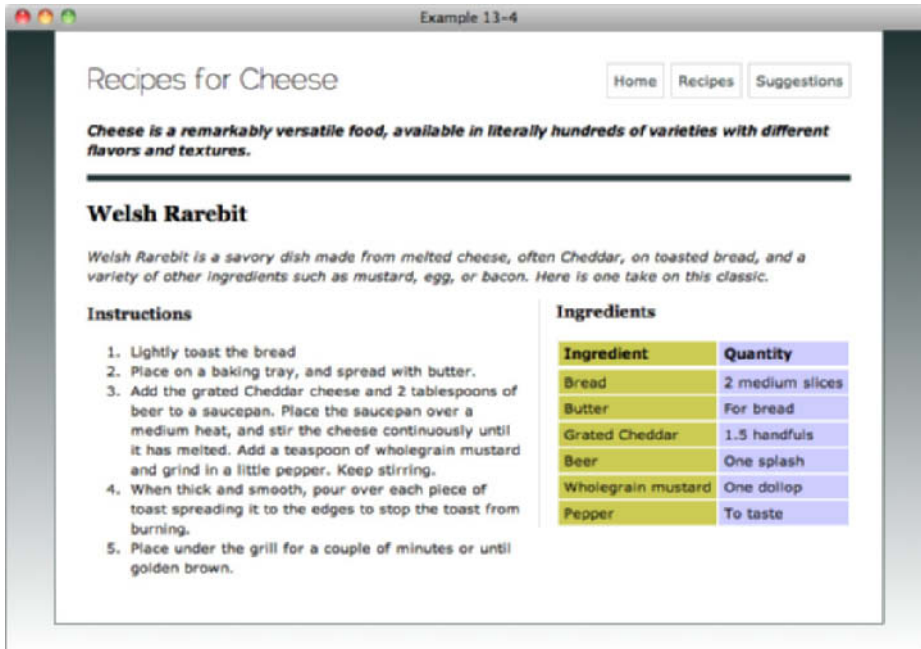 Example 13-4
Recipes for Cheese
Home Recipes Suggestions
Cheese is a remarkably versatile food, available in literally hundreds of varieties with different
flavors and textures.
Welsh Rarebit
Welsh Rarebit is a savory dish made from melted cheese, often Cheddar, on toasted bread, and a
variety of other ingredients such as mustard, egg, or bacon. Here is one take on this classic.
Instructions
1. Lightly toast the bread
2. Place on a baking tray, and spread with butter.
3. Add the grated Cheddar cheese and 2 tablespoons of
beer to a saucepan. Place the saucepan over a
medium heat, and stir the cheese continuously until
it has melted. Add a teaspoon of wholegrain mustard
and grind in a little pepper. Keep stirring.
4. When thick and smooth, pour over each piece of
toast spreading it to the edges to stop the toast from
burning.
5. Place under the grill for a couple of minutes or until
golden brown.
Ingredients
Ingredient Quantity
Bread 2 medium slices
Butter For bread
Grated Cheddar 1.5 handfuls
Beer One splash
Wholegrain mustard One dollop
Pepper To taste